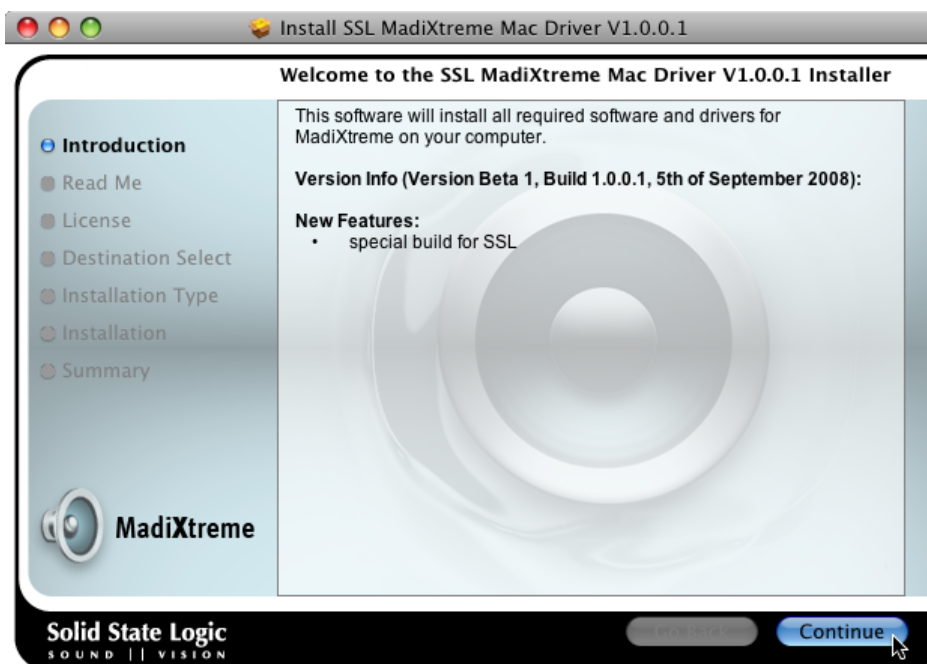 Install SSL MadiXtreme Mac Driver V1.0.0.1
Welcome to the SSL MadiXtreme Mac Driver V1.0.0.1 Installer
Introduction
Read Me
License
Destination Select
Installation Type
Installation
Summary
This software will install all required software and drivers for
MadiXtreme on your computer.
Version Info (Version Beta 1, Build 1.0.0.1, 5th of September 2008):
New Features:
• special build for SSL
MadiXtreme
Solid State Logic
SOUND || VISION
Go Back
Continue